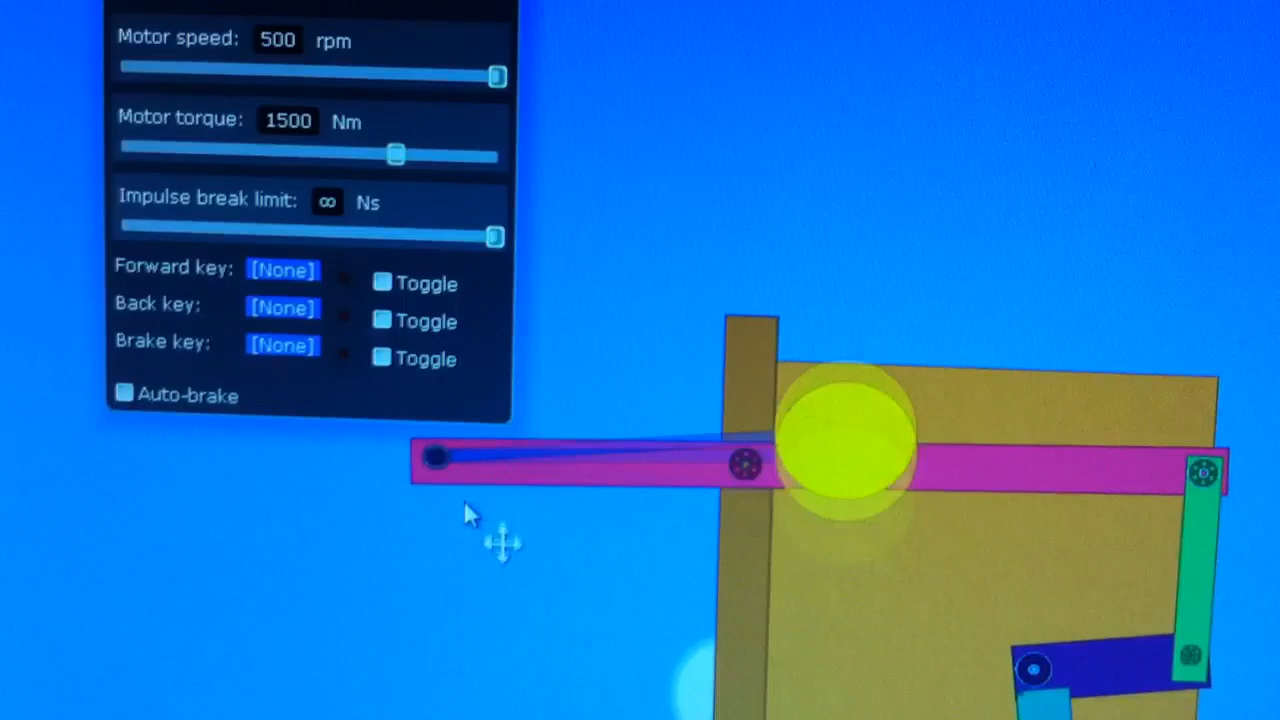 Motor speed: 500 rpm
Motor torque: 1500 Nm
Impulse break limit: ∞ Ns
Forward key: [None] Toggle
Back key: [None] Toggle
Brake key: [None] Toggle
Auto-brake